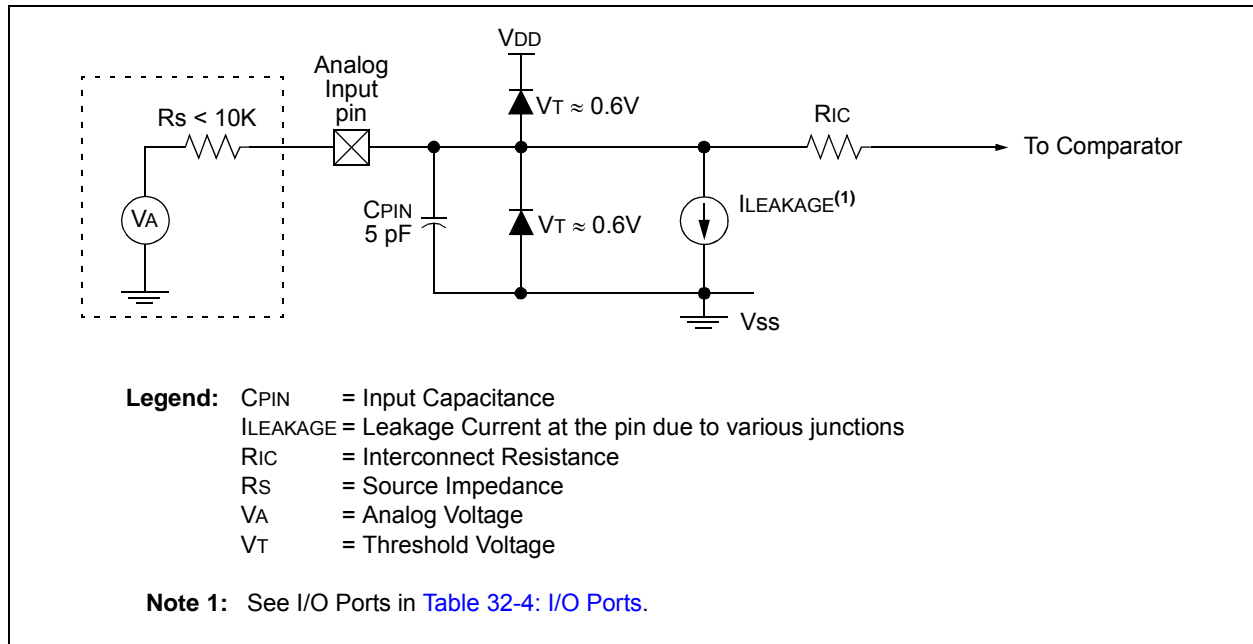 VDD
Analog
Input
pin
Rs < 10K
VT ≈ 0.6V
RIC
To Comparator
VA
CPIN
5 pF
VT ≈ 0.6V
ILEAKAGE(1)
Vss
Legend: CPIN = Input Capacitance
ILEAKAGE = Leakage Current at the pin due to various junctions
RIC = Interconnect Resistance
RS = Source Impedance
VA = Analog Voltage
VT = Threshold Voltage
Note 1: See I/O Ports in Table 32-4: I/O Ports.